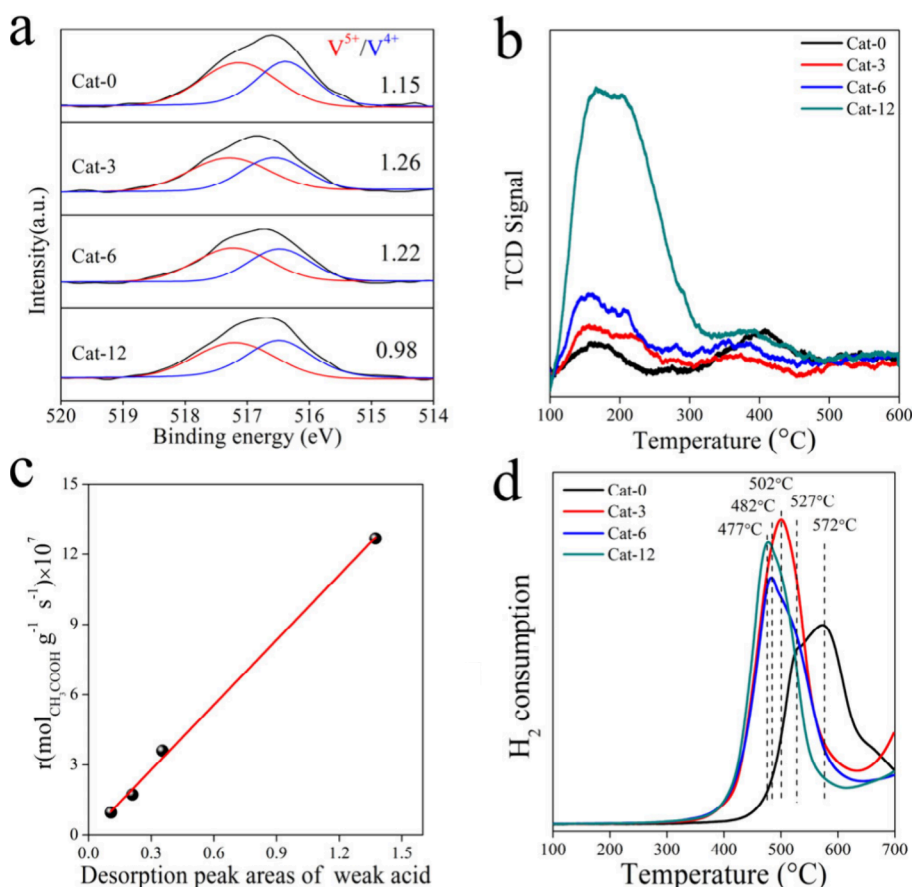 a
V⁵⁺/V⁴⁺
Cat-0
1.15
Cat-3
1.26
Cat-6
1.22
Cat-12
0.98
Intensity(a.u.)
520 519 518 517 516 515 514
Binding energy (eV)
b
Cat-0
Cat-3
Cat-6
Cat-12
TCD Signal
100 200 300 400 500 600
Temperature (°C)
c
15
12
9
6
3
0
r(mol_CH₃COOH g⁻¹ s⁻¹)×10⁷
0.0 0.3 0.6 0.9 1.2 1.5
Desorption peak areas of weak acid
d
Cat-0
Cat-3
Cat-6
Cat-12
502°C
482°C 527°C
477°C 572°C
H₂ consumption
100 200 300 400 500 600 700
Temperature (°C)